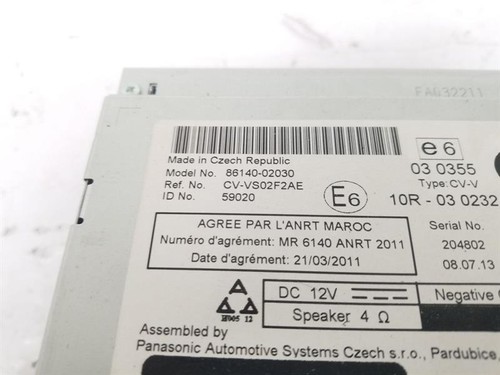 EA632211
Made in Czech Republic
Model No. 86140-02030
Ref. No. CV-VS02F2AE
ID No. 59020
e6
03 0355
Type: CV-V
E6
10R - 03 0232
AGREE PAR L'ANRT MAROC
Numéro d'agrément: MR 6140 ANRT 2011
Date d'agrément: 21/03/2011
Serial No.
204802
08.07.13
A
DC 12V
Negative
Speaker 4 Ω
Assembled by
Panasonic Automotive Systems Czech s.r.o., Pardubice,